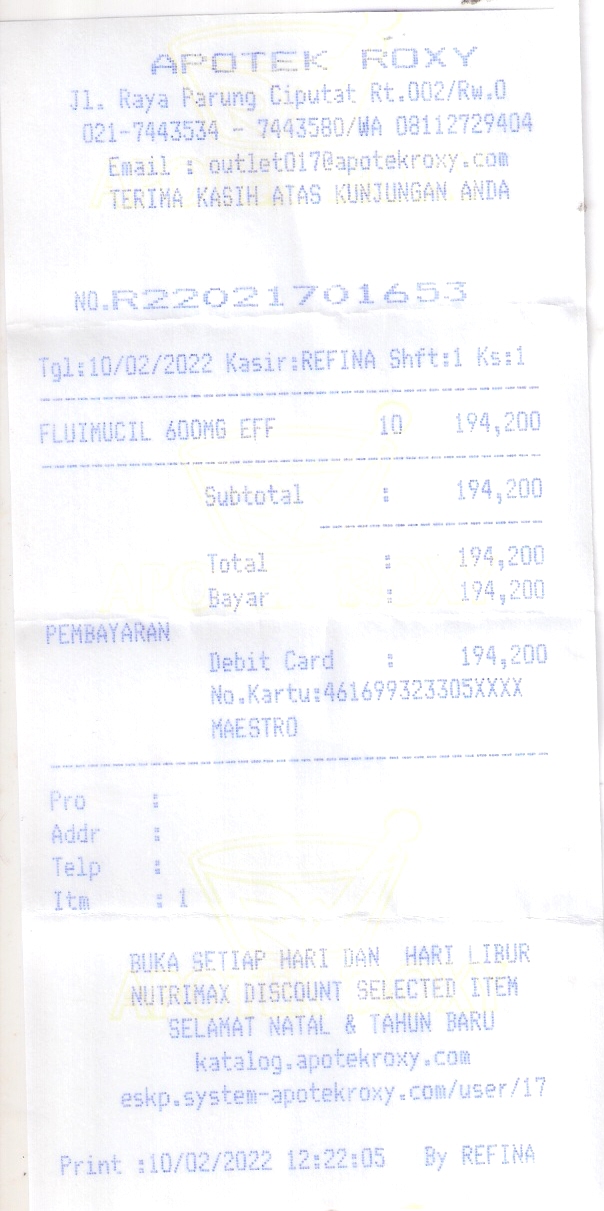 APOTEK ROXY
Jl. Raya Parung Ciputat Rt.002/Rw.0
021-7443534 - 7443580/WA 08112729404
Email : outlet017@apotekroxy.com
TERIMA KASIH ATAS KUNJUNGAN ANDA
NO.R22021701653
Tgl:10/02/2022 Kasir:REFINA Shft:1 Ks:1
FLUIMUCIL 600MG EFF 10 194,200
Subtotal : 194,200
Total : 194,200
Bayar : 194,200
PEMBAYARAN
Debit Card : 194,200
No.Kartu:461699323305XXXX
MAESTRO
Pro :
Addr :
Telp :
Itm : 1
BUKA SETIAP HARI DAN HARI LIBUR
NUTRIMAX DISCOUNT SELECTED ITEM
SELAMAT NATAL & TAHUN BARU
katalog.apotekroxy.com
eskp.system-apotekroxy.com/user/17
Print :10/02/2022 12:22:05 By REFINA